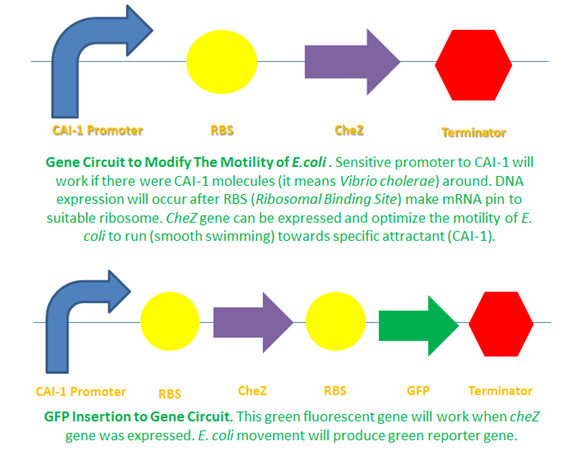 CAI-1 Promoter RBS CheZ Terminator
Gene Circuit to Modify The Motility of E.coli . Sensitive promoter to CAI-1 will
work if there were CAI-1 molecules (it means Vibrio cholerae) around. DNA
expression will occur after RBS (Ribosomal Binding Site) make mRNA pin to
suitable ribosome. CheZ gene can be expressed and optimize the motility of E.
coli to run (smooth swimming) towards specific attractant (CAI-1).
CAI-1 Promoter RBS CheZ RBS GFP Terminator
GFP Insertion to Gene Circuit. This green fluorescent gene will work when cheZ
gene was expressed. E. coli movement will produce green reporter gene.